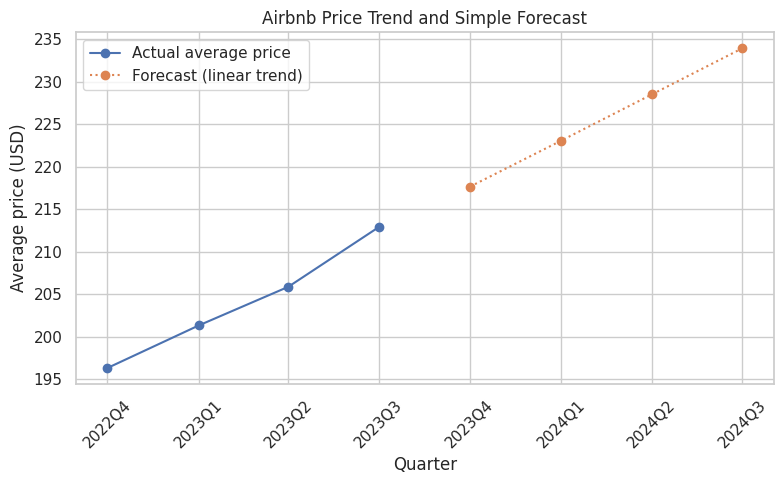 Airbnb Price Trend and Simple Forecast
Actual average price
Forecast (linear trend)
Average price (USD)
235
230
225
220
215
210
205
200
195
2022Q4
2023Q1
2023Q2
2023Q3
2023Q4
2024Q1
2024Q2
2024Q3
Quarter